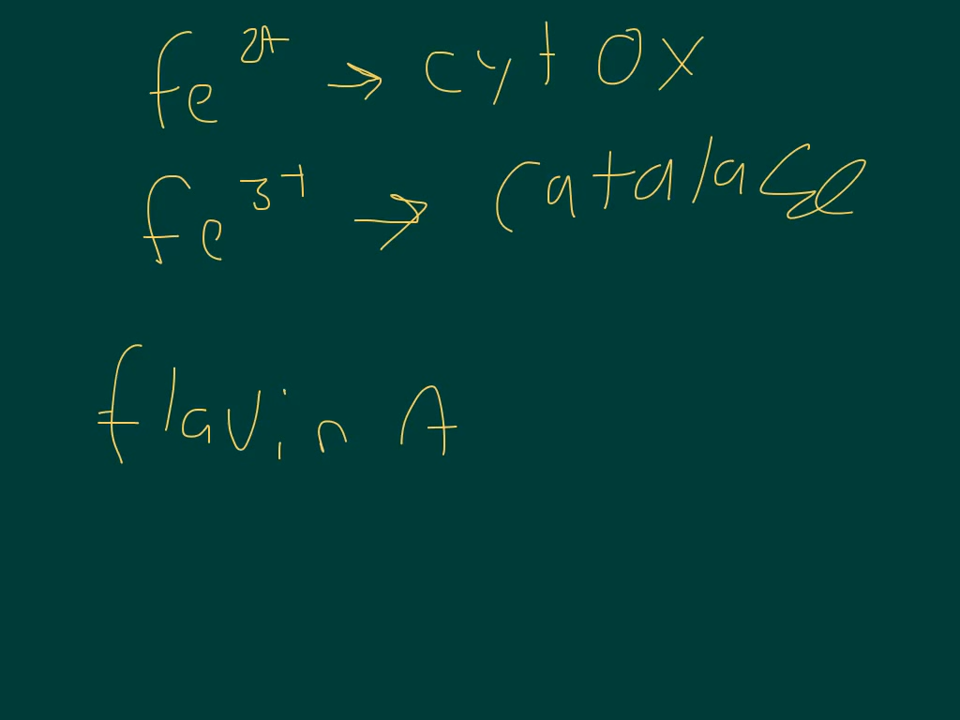 fe 2+ → cyt Ox
fe 3+ → Catalase
flavin A